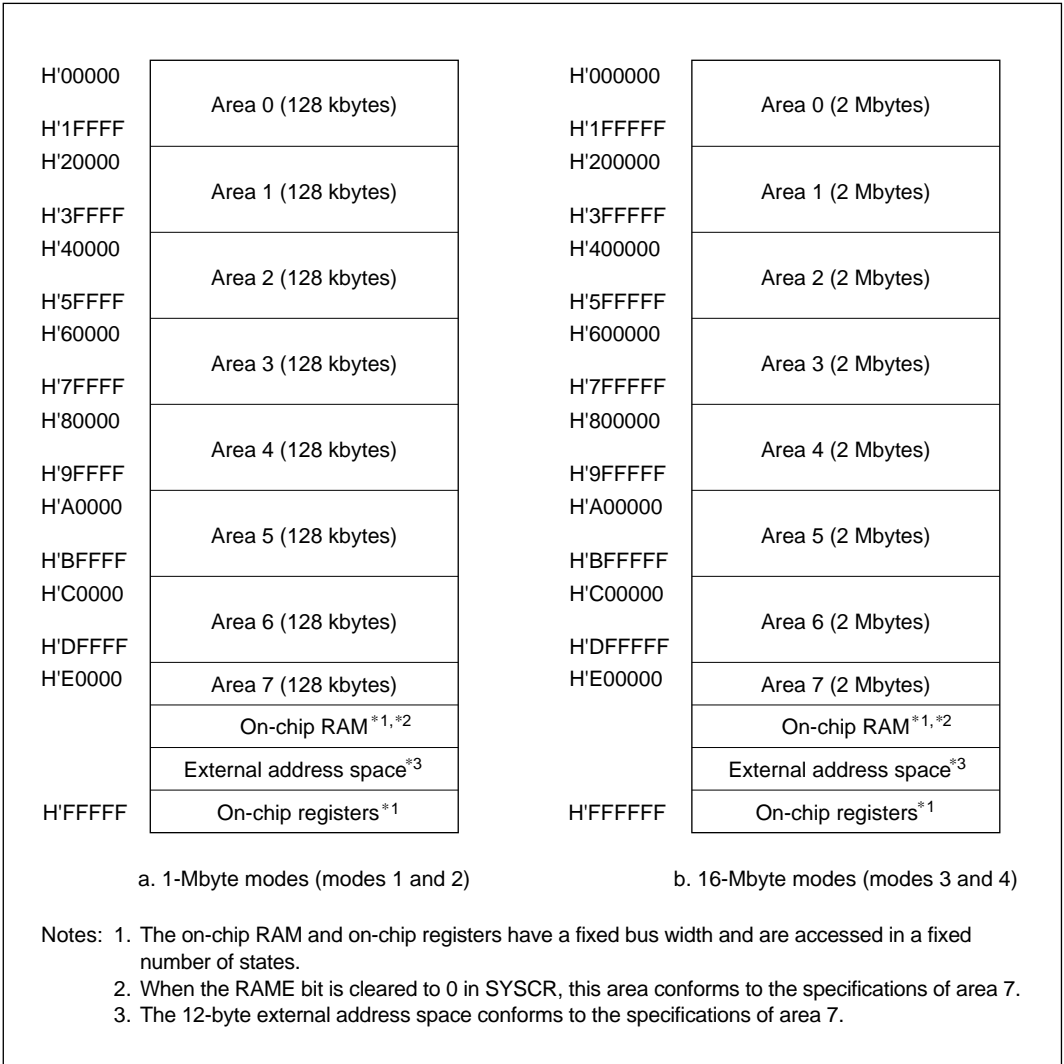 H'00000
Area 0 (128 kbytes)
H'1FFFF
H'20000
Area 1 (128 kbytes)
H'3FFFF
H'40000
Area 2 (128 kbytes)
H'5FFFF
H'60000
Area 3 (128 kbytes)
H'7FFFF
H'80000
Area 4 (128 kbytes)
H'9FFFF
H'A0000
Area 5 (128 kbytes)
H'BFFFF
H'C0000
Area 6 (128 kbytes)
H'DFFFF
H'E0000
Area 7 (128 kbytes)
On-chip RAM*1,*2
External address space*3
H'FFFFF
On-chip registers*1
a. 1-Mbyte modes (modes 1 and 2)
H'000000
Area 0 (2 Mbytes)
H'1FFFFF
H'200000
Area 1 (2 Mbytes)
H'3FFFFF
H'400000
Area 2 (2 Mbytes)
H'5FFFFF
H'600000
Area 3 (2 Mbytes)
H'7FFFFF
H'800000
Area 4 (2 Mbytes)
H'9FFFFF
H'A00000
Area 5 (2 Mbytes)
H'BFFFFF
H'C00000
Area 6 (2 Mbytes)
H'DFFFFF
H'E00000
Area 7 (2 Mbytes)
On-chip RAM*1,*2
External address space*3
H'FFFFFF
On-chip registers*1
b. 16-Mbyte modes (modes 3 and 4)
Notes: 1. The on-chip RAM and on-chip registers have a fixed bus width and are accessed in a fixed
number of states.
2. When the RAME bit is cleared to 0 in SYSCR, this area conforms to the specifications of area 7.
3. The 12-byte external address space conforms to the specifications of area 7.